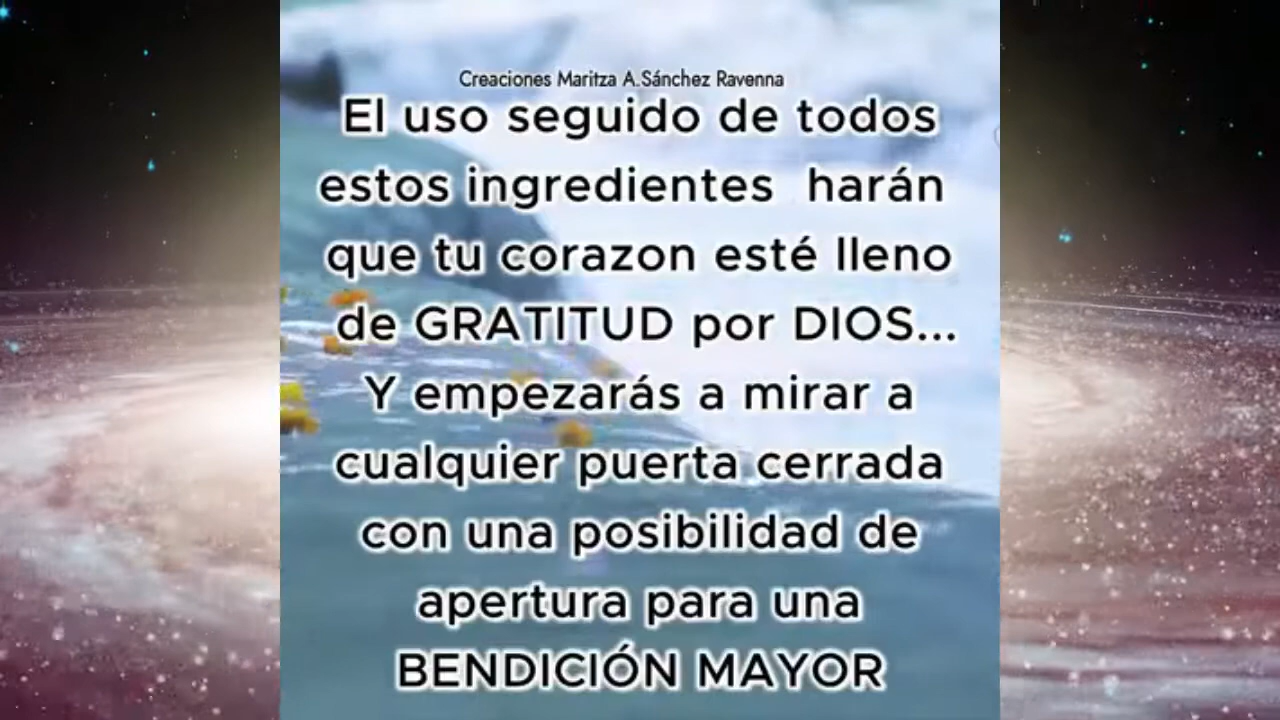 Creaciones Maritza A.Sánchez Ravenna
El uso seguido de todos
estos ingredientes harán
que tu corazon esté lleno
de GRATITUD por DIOS...
Y empezarás a mirar a
cualquier puerta cerrada
con una posibilidad de
apertura para una
BENDICIÓN MAYOR